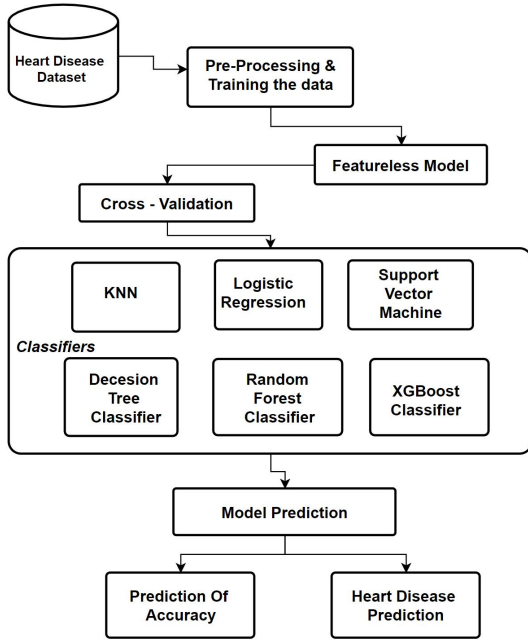 Heart Disease
Dataset
Pre-Processing &
Training the data
Featureless Model
Cross - Validation
KNN
Logistic
Regression
Support
Vector
Machine
Classifiers
Decesion
Tree
Classifier
Random
Forest
Classifier
XGBoost
Classifier
Model Prediction
Prediction Of
Accuracy
Heart Disease
Prediction